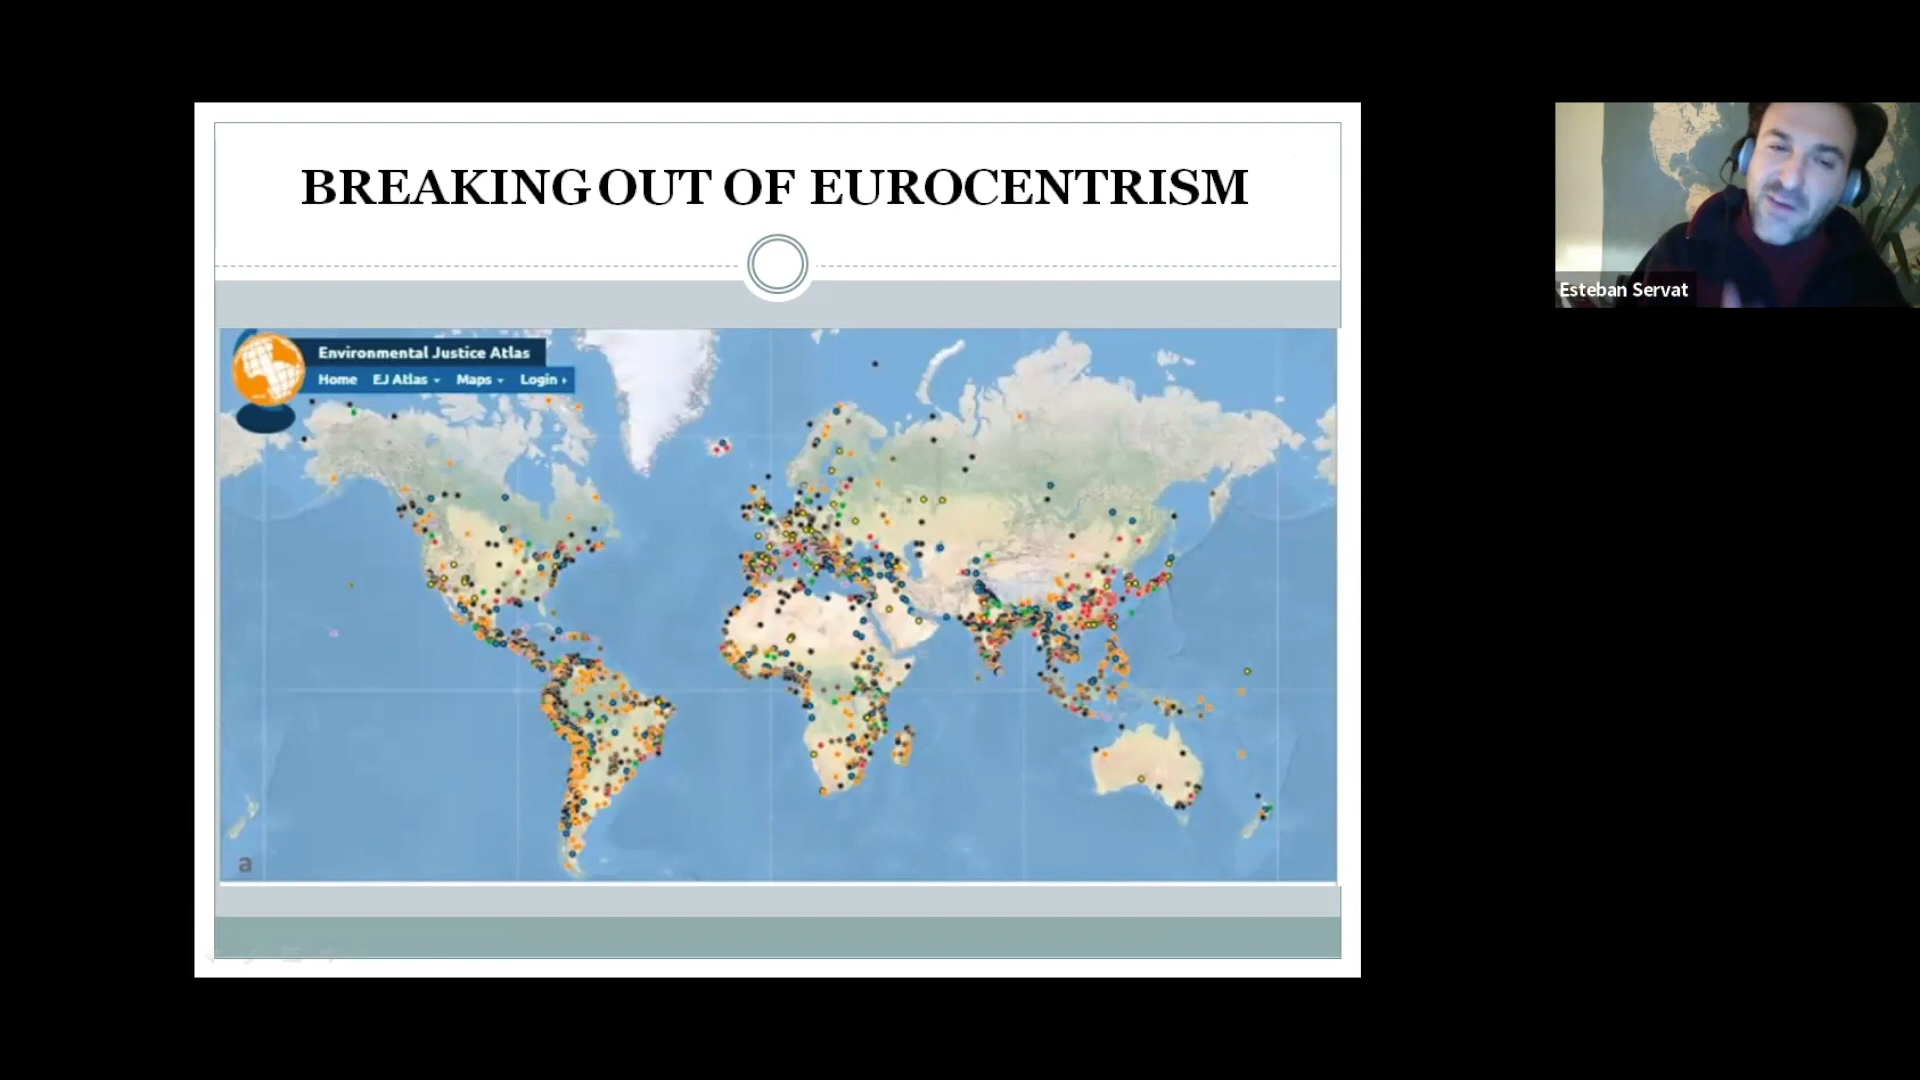 BREAKING OUT OF EUROCENTRISM
Environmental Justice Atlas
Home EJ Atlas Maps Login
a
Esteban Servat